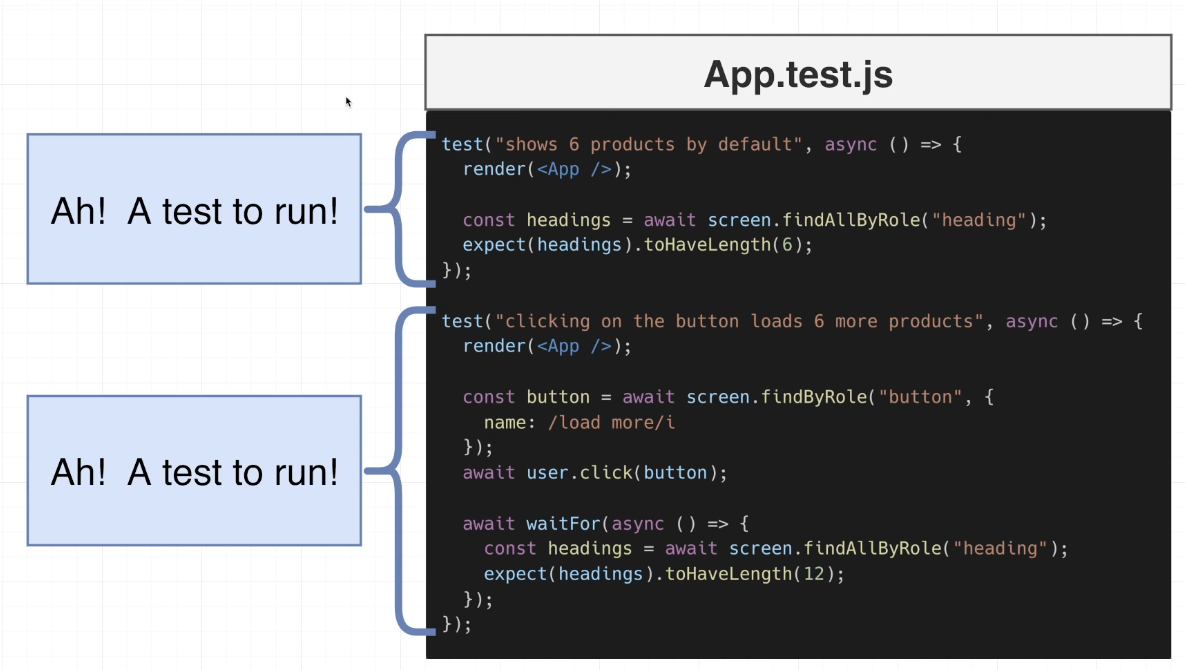 App.test.js
Ah!  A test to run!
test("shows 6 products by default", async () => {
  render(<App />);
  const headings = await screen.findAllByRole("heading");
  expect(headings).toHaveLength(6);
});
Ah!  A test to run!
test("clicking on the button loads 6 more products", async () => {
  render(<App />);
  const button = await screen.findByRole("button", {
    name: /load more/i
  });
  await user.click(button);
  await waitFor(async () => {
    const headings = await screen.findAllByRole("heading");
    expect(headings).toHaveLength(12);
  });
});